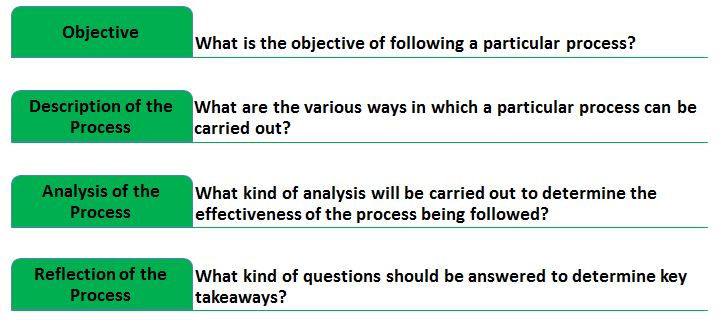 Objective
What is the objective of following a particular process?
Description of the
Process
What are the various ways in which a particular process can be
carried out?
Analysis of the
Process
What kind of analysis will be carried out to determine the
effectiveness of the process being followed?
Reflection of the
Process
What kind of questions should be answered to determine key
takeaways?